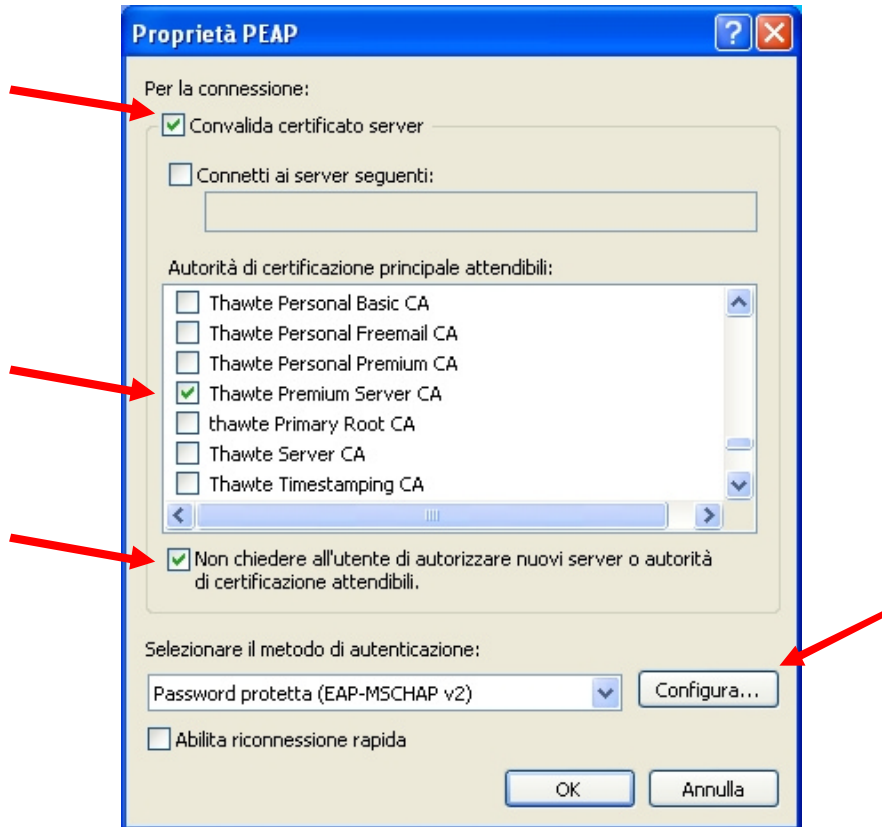 Proprietà PEAP
Per la connessione:
Convalida certificato server
Connetti ai server seguenti:
Autorità di certificazione principale attendibili:
Thawte Personal Basic CA
Thawte Personal Freemail CA
Thawte Personal Premium CA
Thawte Premium Server CA
thawte Primary Root CA
Thawte Server CA
Thawte Timestamping CA
Non chiedere all'utente di autorizzare nuovi server o autorità
di certificazione attendibili.
Selezionare il metodo di autenticazione:
Password protetta (EAP-MSCHAP v2)
Configura...
Abilita riconnessione rapida
OK
Annulla